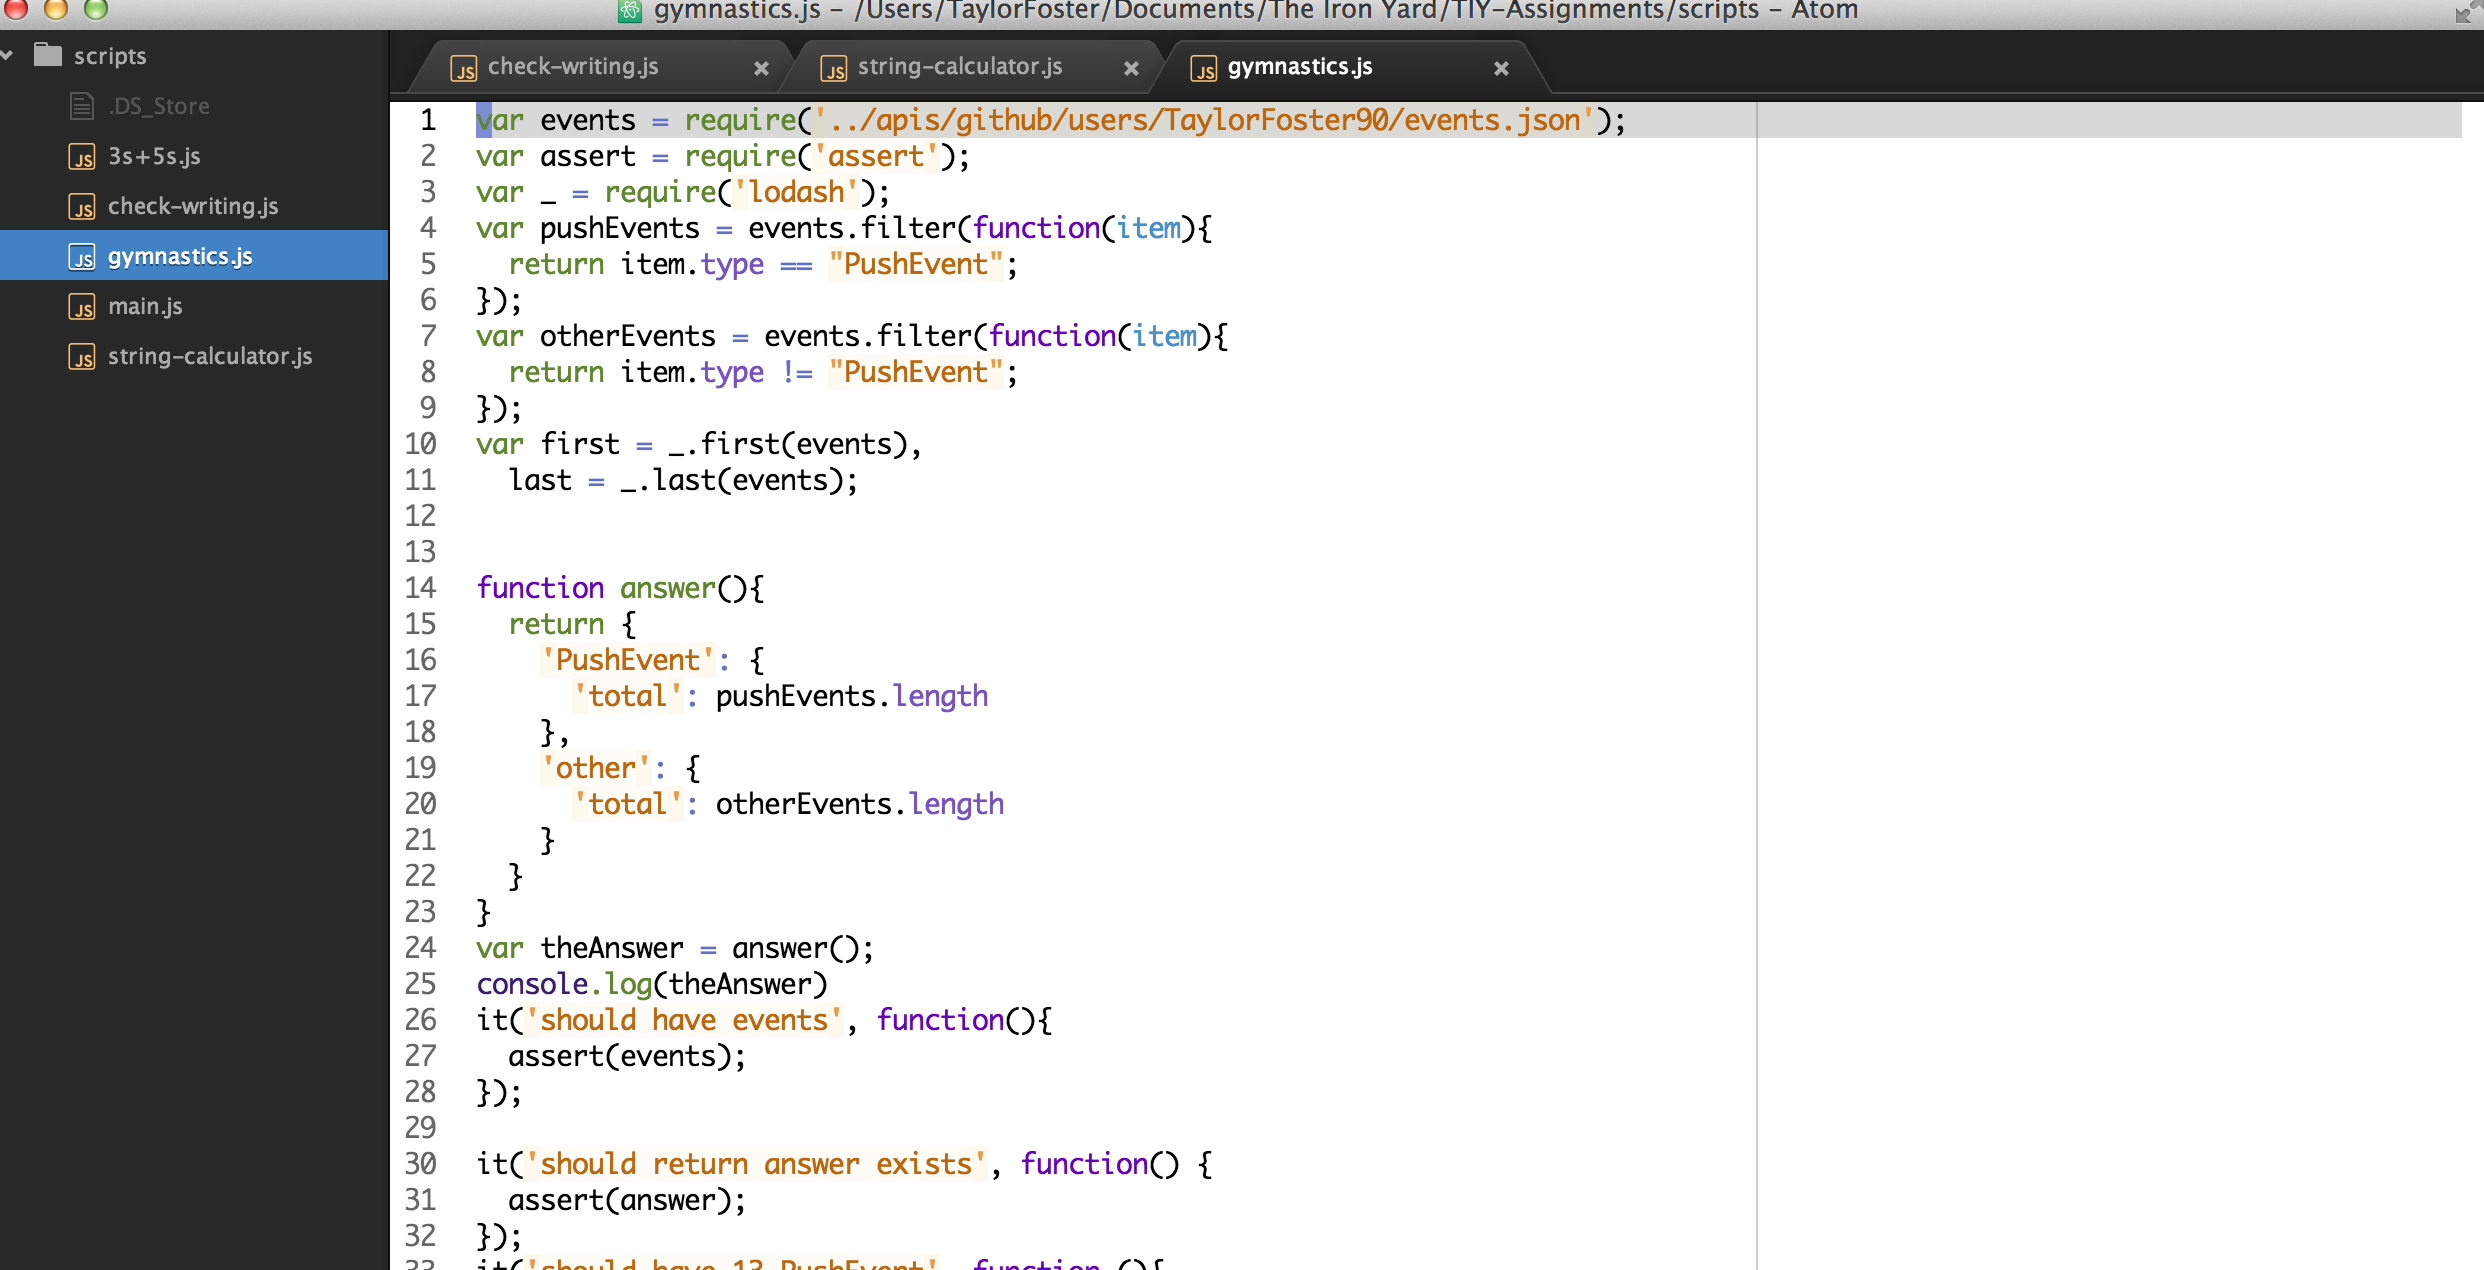 gymnastics.js - /Users/TaylorFoster/Documents/The Iron Yard/TIY-Assignments/scripts - Atom
scripts
.DS_Store
3s+5s.js
check-writing.js
gymnastics.js
main.js
string-calculator.js
check-writing.js
string-calculator.js
gymnastics.js
1 var events = require('../apis/github/users/TaylorFoster90/events.json');
2 var assert = require('assert');
3 var _ = require('lodash');
4 var pushEvents = events.filter(function(item){
5   return item.type == "PushEvent";
6 });
7 var otherEvents = events.filter(function(item){
8   return item.type != "PushEvent";
9 });
10 var first = _.first(events),
11   last = _.last(events);
12
13
14 function answer(){
15   return {
16     'PushEvent': {
17       'total': pushEvents.length
18     },
19     'other': {
20       'total': otherEvents.length
21     }
22   }
23 }
24 var theAnswer = answer();
25 console.log(theAnswer)
26 it('should have events', function(){
27   assert(events);
28 });
29
30 it('should return answer exists', function() {
31   assert(answer);
32 });
33 it('should have 13 PushEvent', function (){